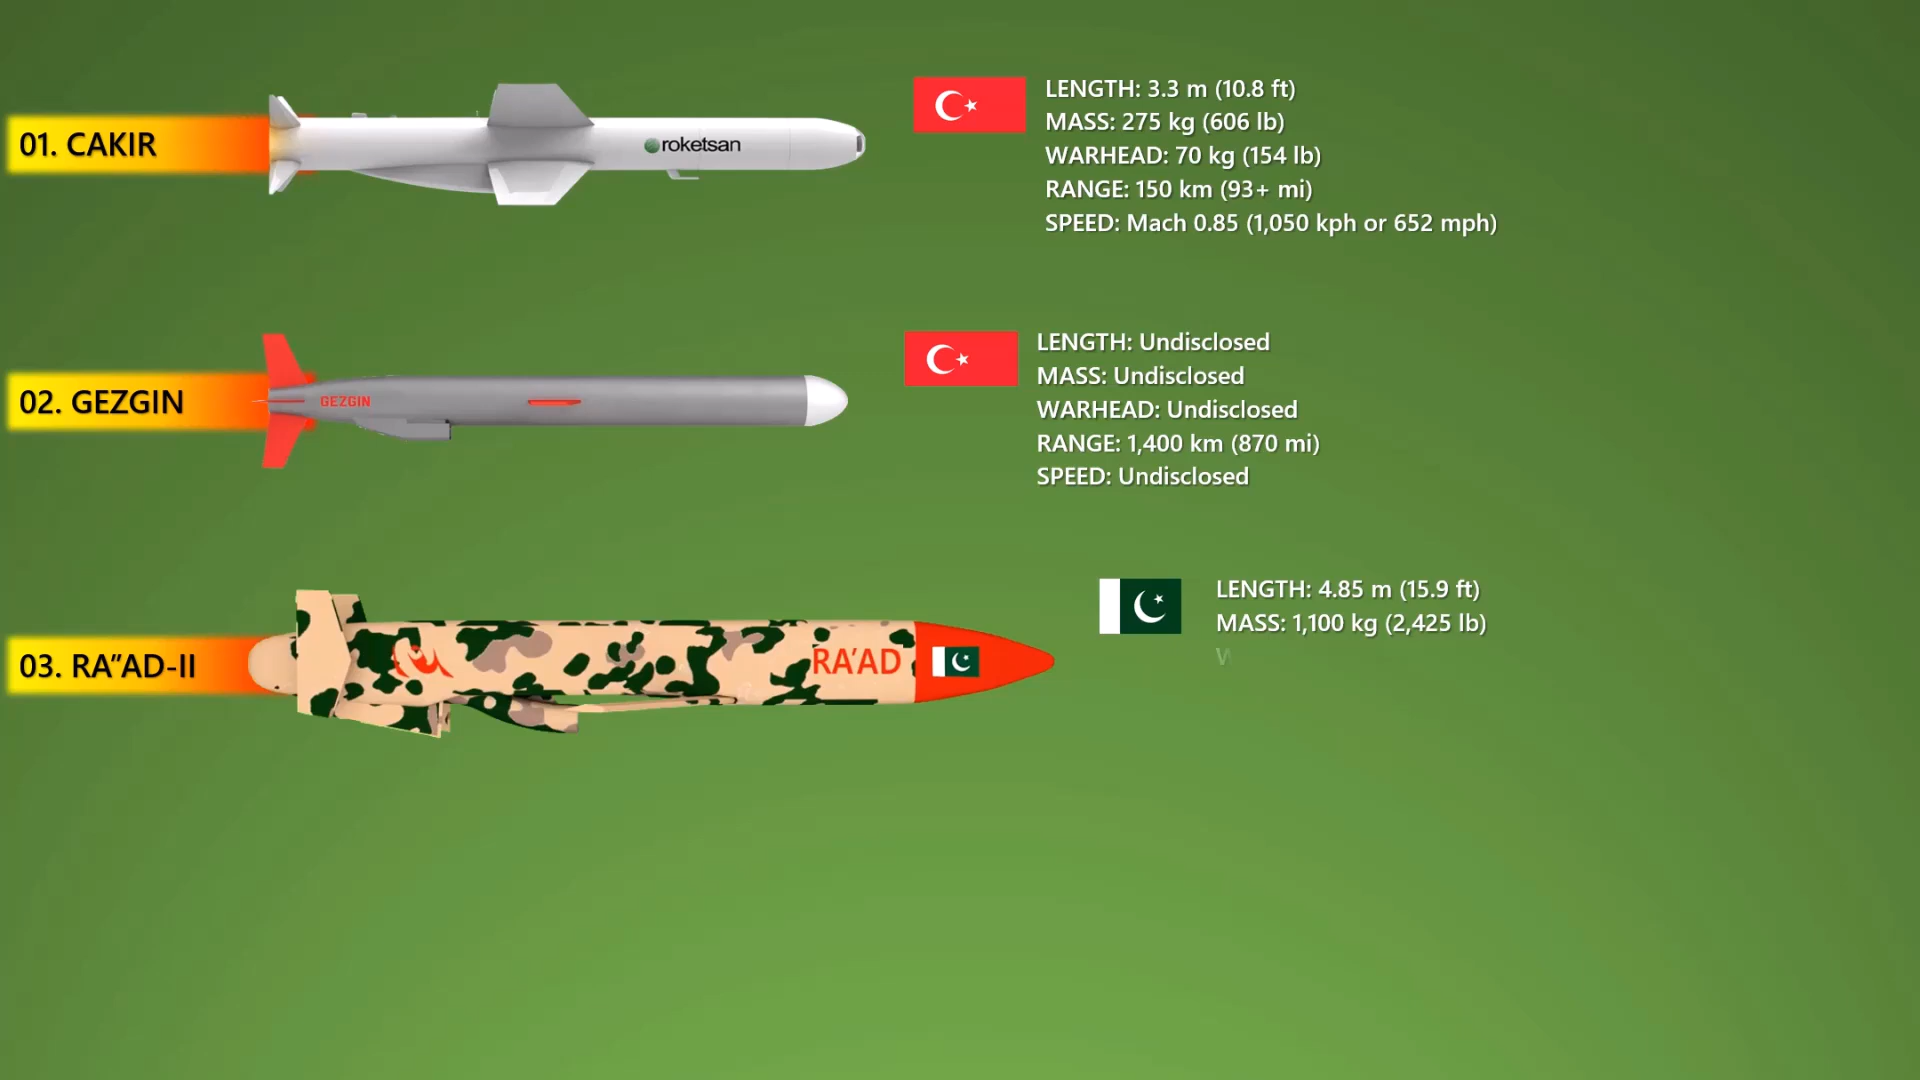 01. CAKIR
roketsan
LENGTH: 3.3 m (10.8 ft)
MASS: 275 kg (606 lb)
WARHEAD: 70 kg (154 lb)
RANGE: 150 km (93+ mi)
SPEED: Mach 0.85 (1,050 kph or 652 mph)
02. GEZGIN
GEZGIN
LENGTH: Undisclosed
MASS: Undisclosed
WARHEAD: Undisclosed
RANGE: 1,400 km (870 mi)
SPEED: Undisclosed
03. RA’’AD-II
RA’AD
LENGTH: 4.85 m (15.9 ft)
MASS: 1,100 kg (2,425 lb)
W